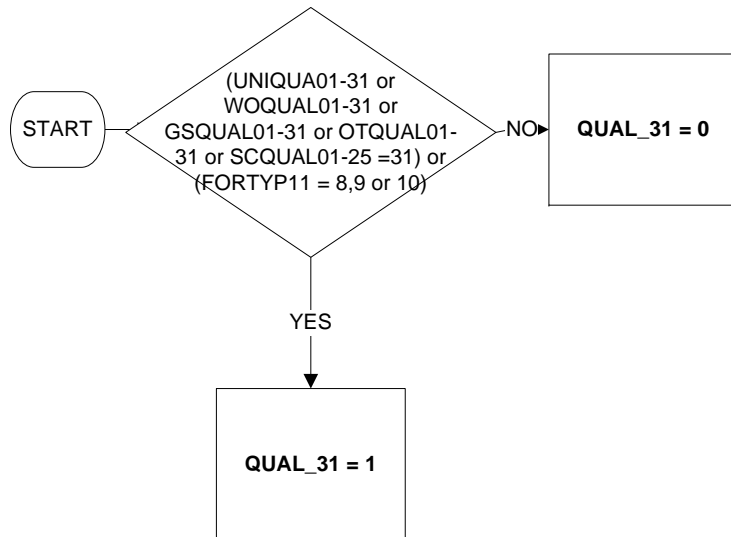 (UNIQUA01-31 or
WOQUAL01-31 or
GSQUAL01-31 or OTQUAL01-
31 or SCQUAL01-25 =31) or
(FORTYP11 = 8,9 or 10)
START
NO
QUAL_31 = 0
YES
QUAL_31 = 1